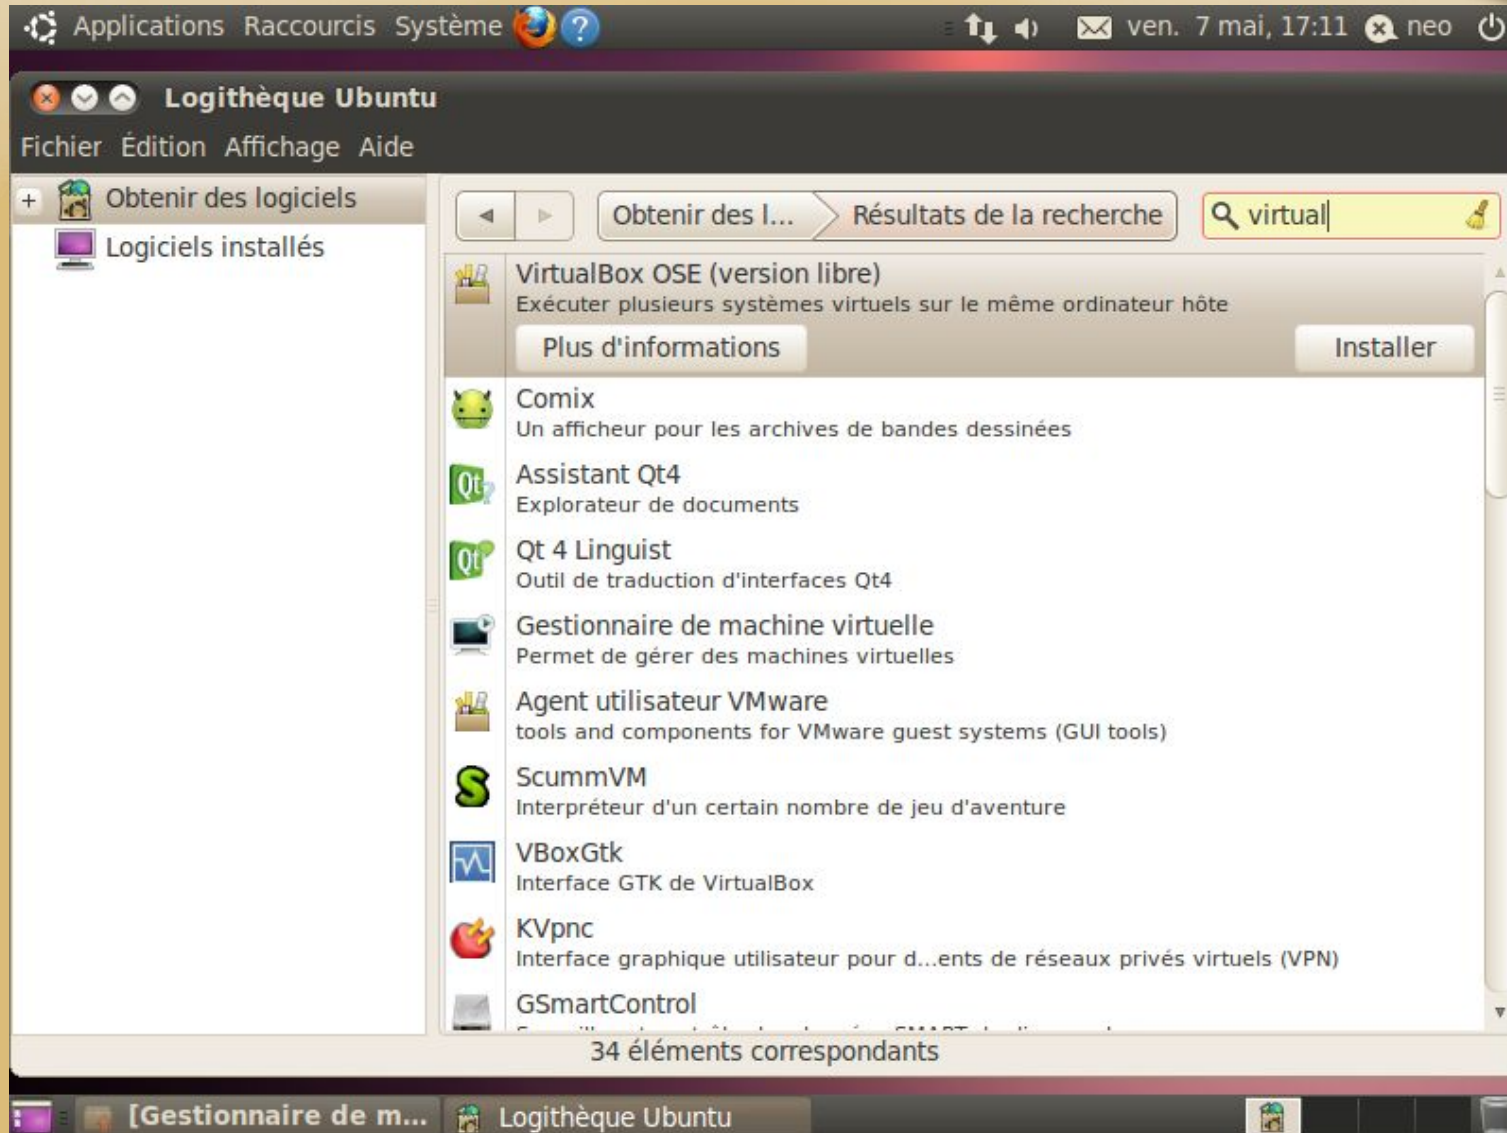 Applications Raccourcis Système ?
ven. 7 mai, 17:11 neo
Logithèque Ubuntu
Fichier Édition Affichage Aide
Obtenir des logiciels
Logiciels installés
Obtenir des l... Résultats de la recherche virtual
VirtualBox OSE (version libre)
Exécuter plusieurs systèmes virtuels sur le même ordinateur hôte
Plus d'informations Installer
Comix
Un afficheur pour les archives de bandes dessinées
Qt
Assistant Qt4
Explorateur de documents
Qt
Qt 4 Linguist
Outil de traduction d'interfaces Qt4
Gestionnaire de machine virtuelle
Permet de gérer des machines virtuelles
Agent utilisateur VMware
tools and components for VMware guest systems (GUI tools)
S
ScummVM
Interpréteur d'un certain nombre de jeu d'aventure
VBoxGtk
Interface GTK de VirtualBox
KVpnc
Interface graphique utilisateur pour d...ents de réseaux privés virtuels (VPN)
GSmartControl
34 éléments correspondants
[Gestionnaire de m... Logithèque Ubuntu